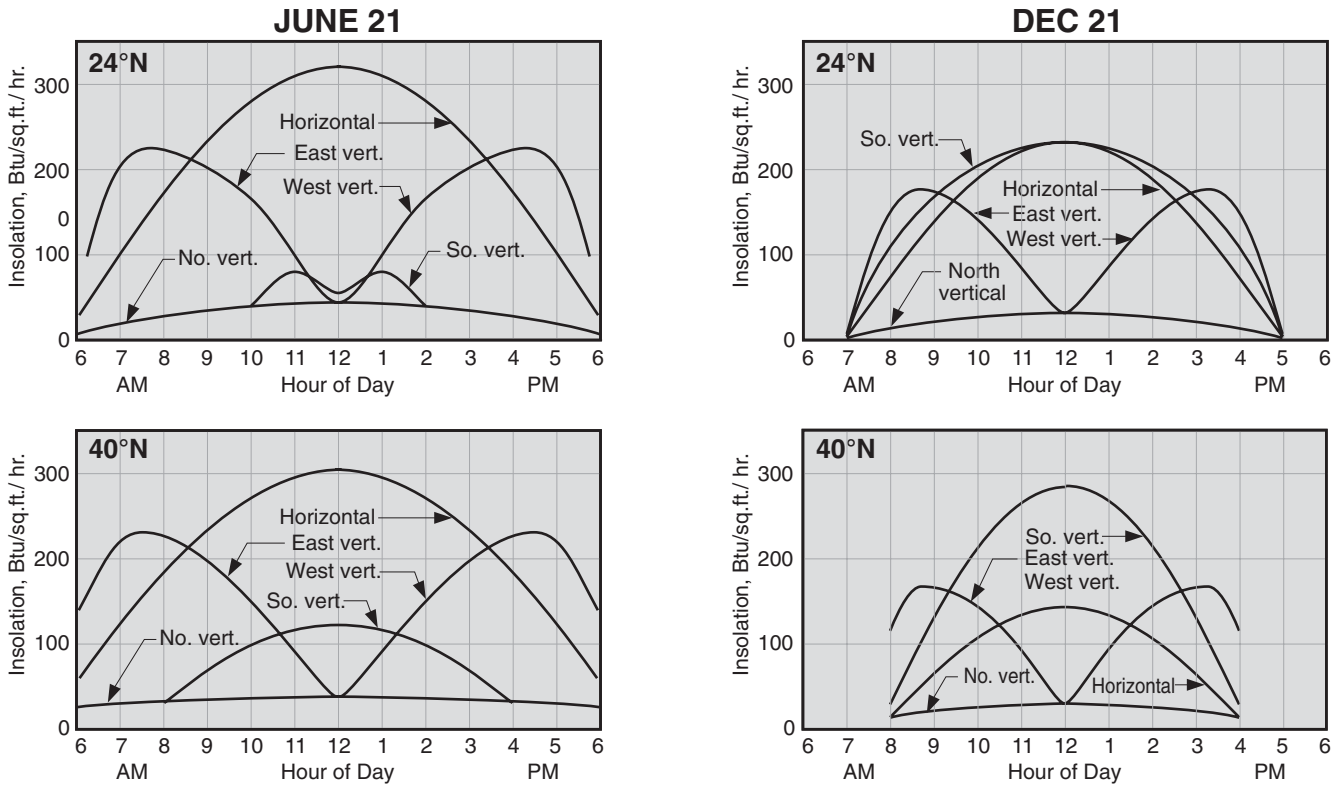 JUNE 21
24°N
300
200
0
100
0
Insolation, Btu/sq.ft./ hr.
Horizontal
East vert.
West vert.
No. vert.
So. vert.
6 7 8 9 10 11 12 1 2 3 4 5 6
AM Hour of Day PM
DEC 21
24°N
300
200
100
0
Insolation, Btu/sq.ft./ hr.
So. vert.
Horizontal
East vert.
West vert.
North
vertical
6 7 8 9 10 11 12 1 2 3 4 5 6
AM Hour of Day PM
40°N
300
200
100
0
Insolation, Btu/sq.ft./ hr.
Horizontal
East vert.
West vert.
So. vert.
No. vert.
6 7 8 9 10 11 12 1 2 3 4 5 6
AM Hour of Day PM
40°N
300
200
100
0
Insolation, Btu/sq.ft./ hr.
So. vert.
East vert.
West vert.
No. vert.
Horizontal
6 7 8 9 10 11 12 1 2 3 4 5 6
AM Hour of Day PM